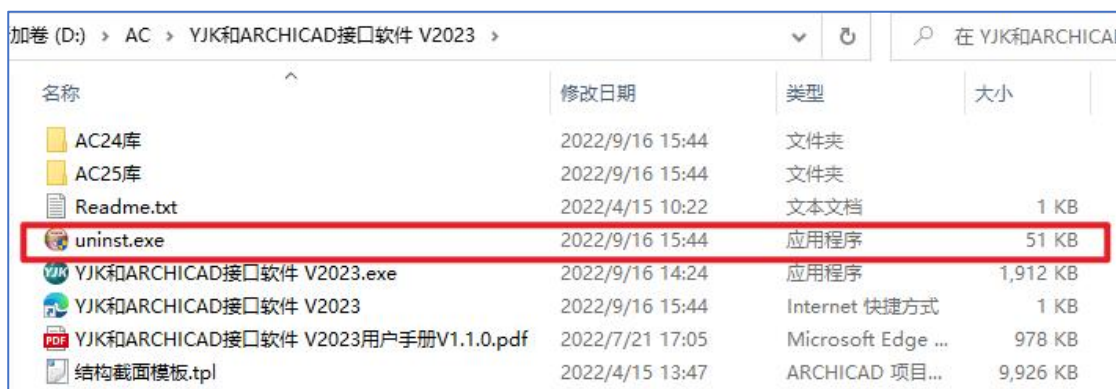 加卷 (D:) › AC › YJK和ARCHICAD接口软件 V2023 › 在 YJK和ARCHICA
名称 修改日期 类型 大小
AC24库 2022/9/16 15:44 文件夹
AC25库 2022/9/16 15:44 文件夹
Readme.txt 2022/4/15 10:22 文本文档 1 KB
uninst.exe 2022/9/16 15:44 应用程序 51 KB
YJK和ARCHICAD接口软件 V2023.exe 2022/9/16 14:24 应用程序 1,912 KB
YJK和ARCHICAD接口软件 V2023 2022/9/16 15:44 Internet 快捷方式 1 KB
YJK和ARCHICAD接口软件 V2023用户手册V1.1.0.pdf 2022/7/21 17:05 Microsoft Edge ... 978 KB
结构截面模板.tpl 2022/4/15 13:47 ARCHICAD 项目... 9,926 KB